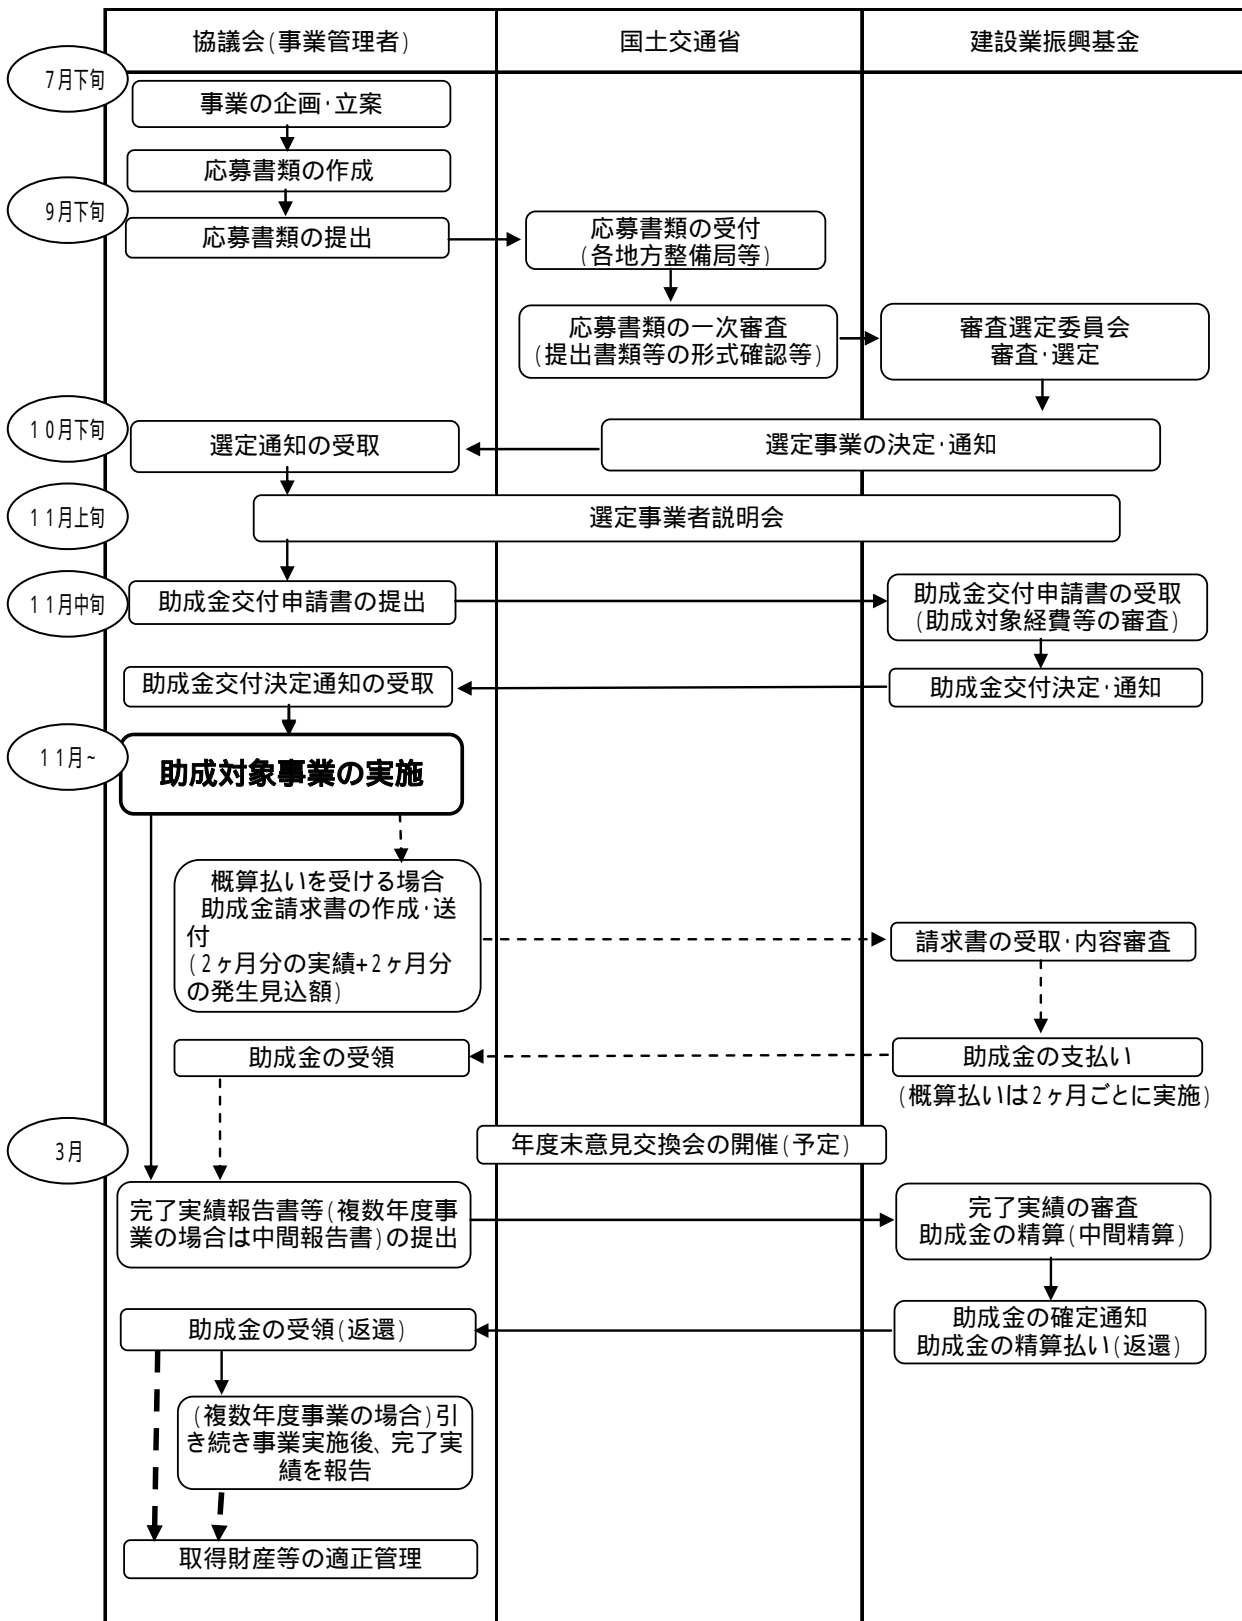 協議会(事業管理者)
国土交通省
建設業振興基金
7月下旬
事業の企画・立案
応募書類の作成
9月下旬
応募書類の提出
応募書類の受付
(各地方整備局等)
応募書類の一次審査
(提出書類等の形式確認等)
審査選定委員会
審査・選定
10月下旬
選定通知の受取
選定事業の決定・通知
11月上旬
選定事業者説明会
11月中旬
助成金交付申請書の提出
助成金交付申請書の受取
(助成対象経費等の審査)
助成金交付決定通知の受取
助成金交付決定・通知
11月~
助成対象事業の実施
概算払いを受ける場合
助成金請求書の作成・送
付
(2ヶ月分の実績+2ヶ月分
の発生見込額)
請求書の受取・内容審査
助成金の受領
助成金の支払い
(概算払いは2ヶ月ごとに実施)
3月
年度末意見交換会の開催(予定)
完了実績報告書等(複数年度事
業の場合は中間報告書)の提出
完了実績の審査
助成金の精算(中間精算)
助成金の受領(返還)
助成金の確定通知
助成金の精算払い(返還)
(複数年度事業の場合)引
き続き事業実施後、完了実
績を報告
取得財産等の適正管理